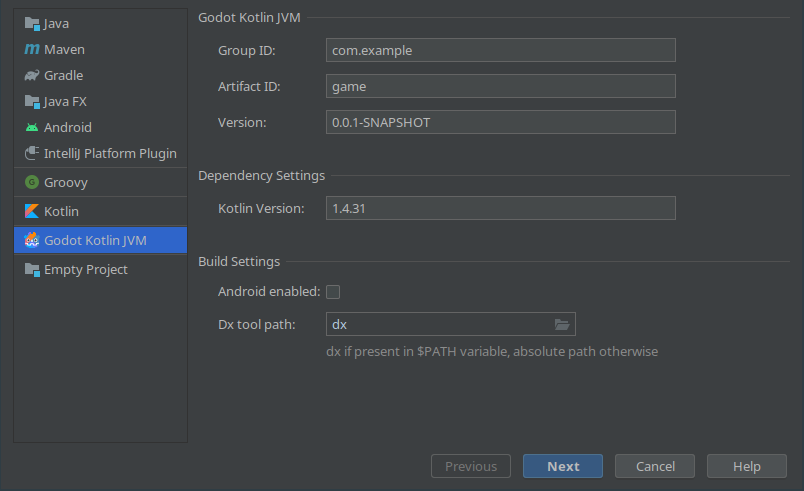 Java
Maven
Gradle
Java FX
Android
IntelliJ Platform Plugin
Groovy
Kotlin
Godot Kotlin JVM
Empty Project
Godot Kotlin JVM
Group ID: com.example
Artifact ID: game
Version: 0.0.1-SNAPSHOT
Dependency Settings
Kotlin Version: 1.4.31
Build Settings
Android enabled:
Dx tool path: dx
dx if present in $PATH variable, absolute path otherwise
Previous Next Cancel Help